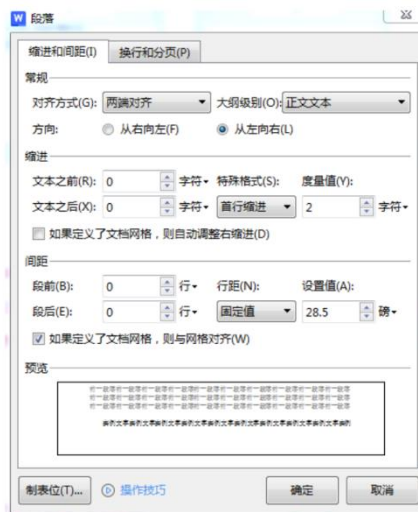 W 段落
缩进和间距(I) 换行和分页(P)
常规
对齐方式(G): 两端对齐 大纲级别(O): 正文文本
方向: 从右向左(F) 从左向右(L)
缩进
文本之前(R): 0 字符 特殊格式(S): 度量值(Y):
文本之后(X): 0 字符 首行缩进 2 字符
如果定义了文档网格，则自动调整右缩进(D)
间距
段前(B): 0 行 行距(N): 设置值(A):
段后(E): 0 行 固定值 28.5 磅
如果定义了文档网格，则与网格对齐(W)
预览
制表位(T)... 操作技巧 确定 取消